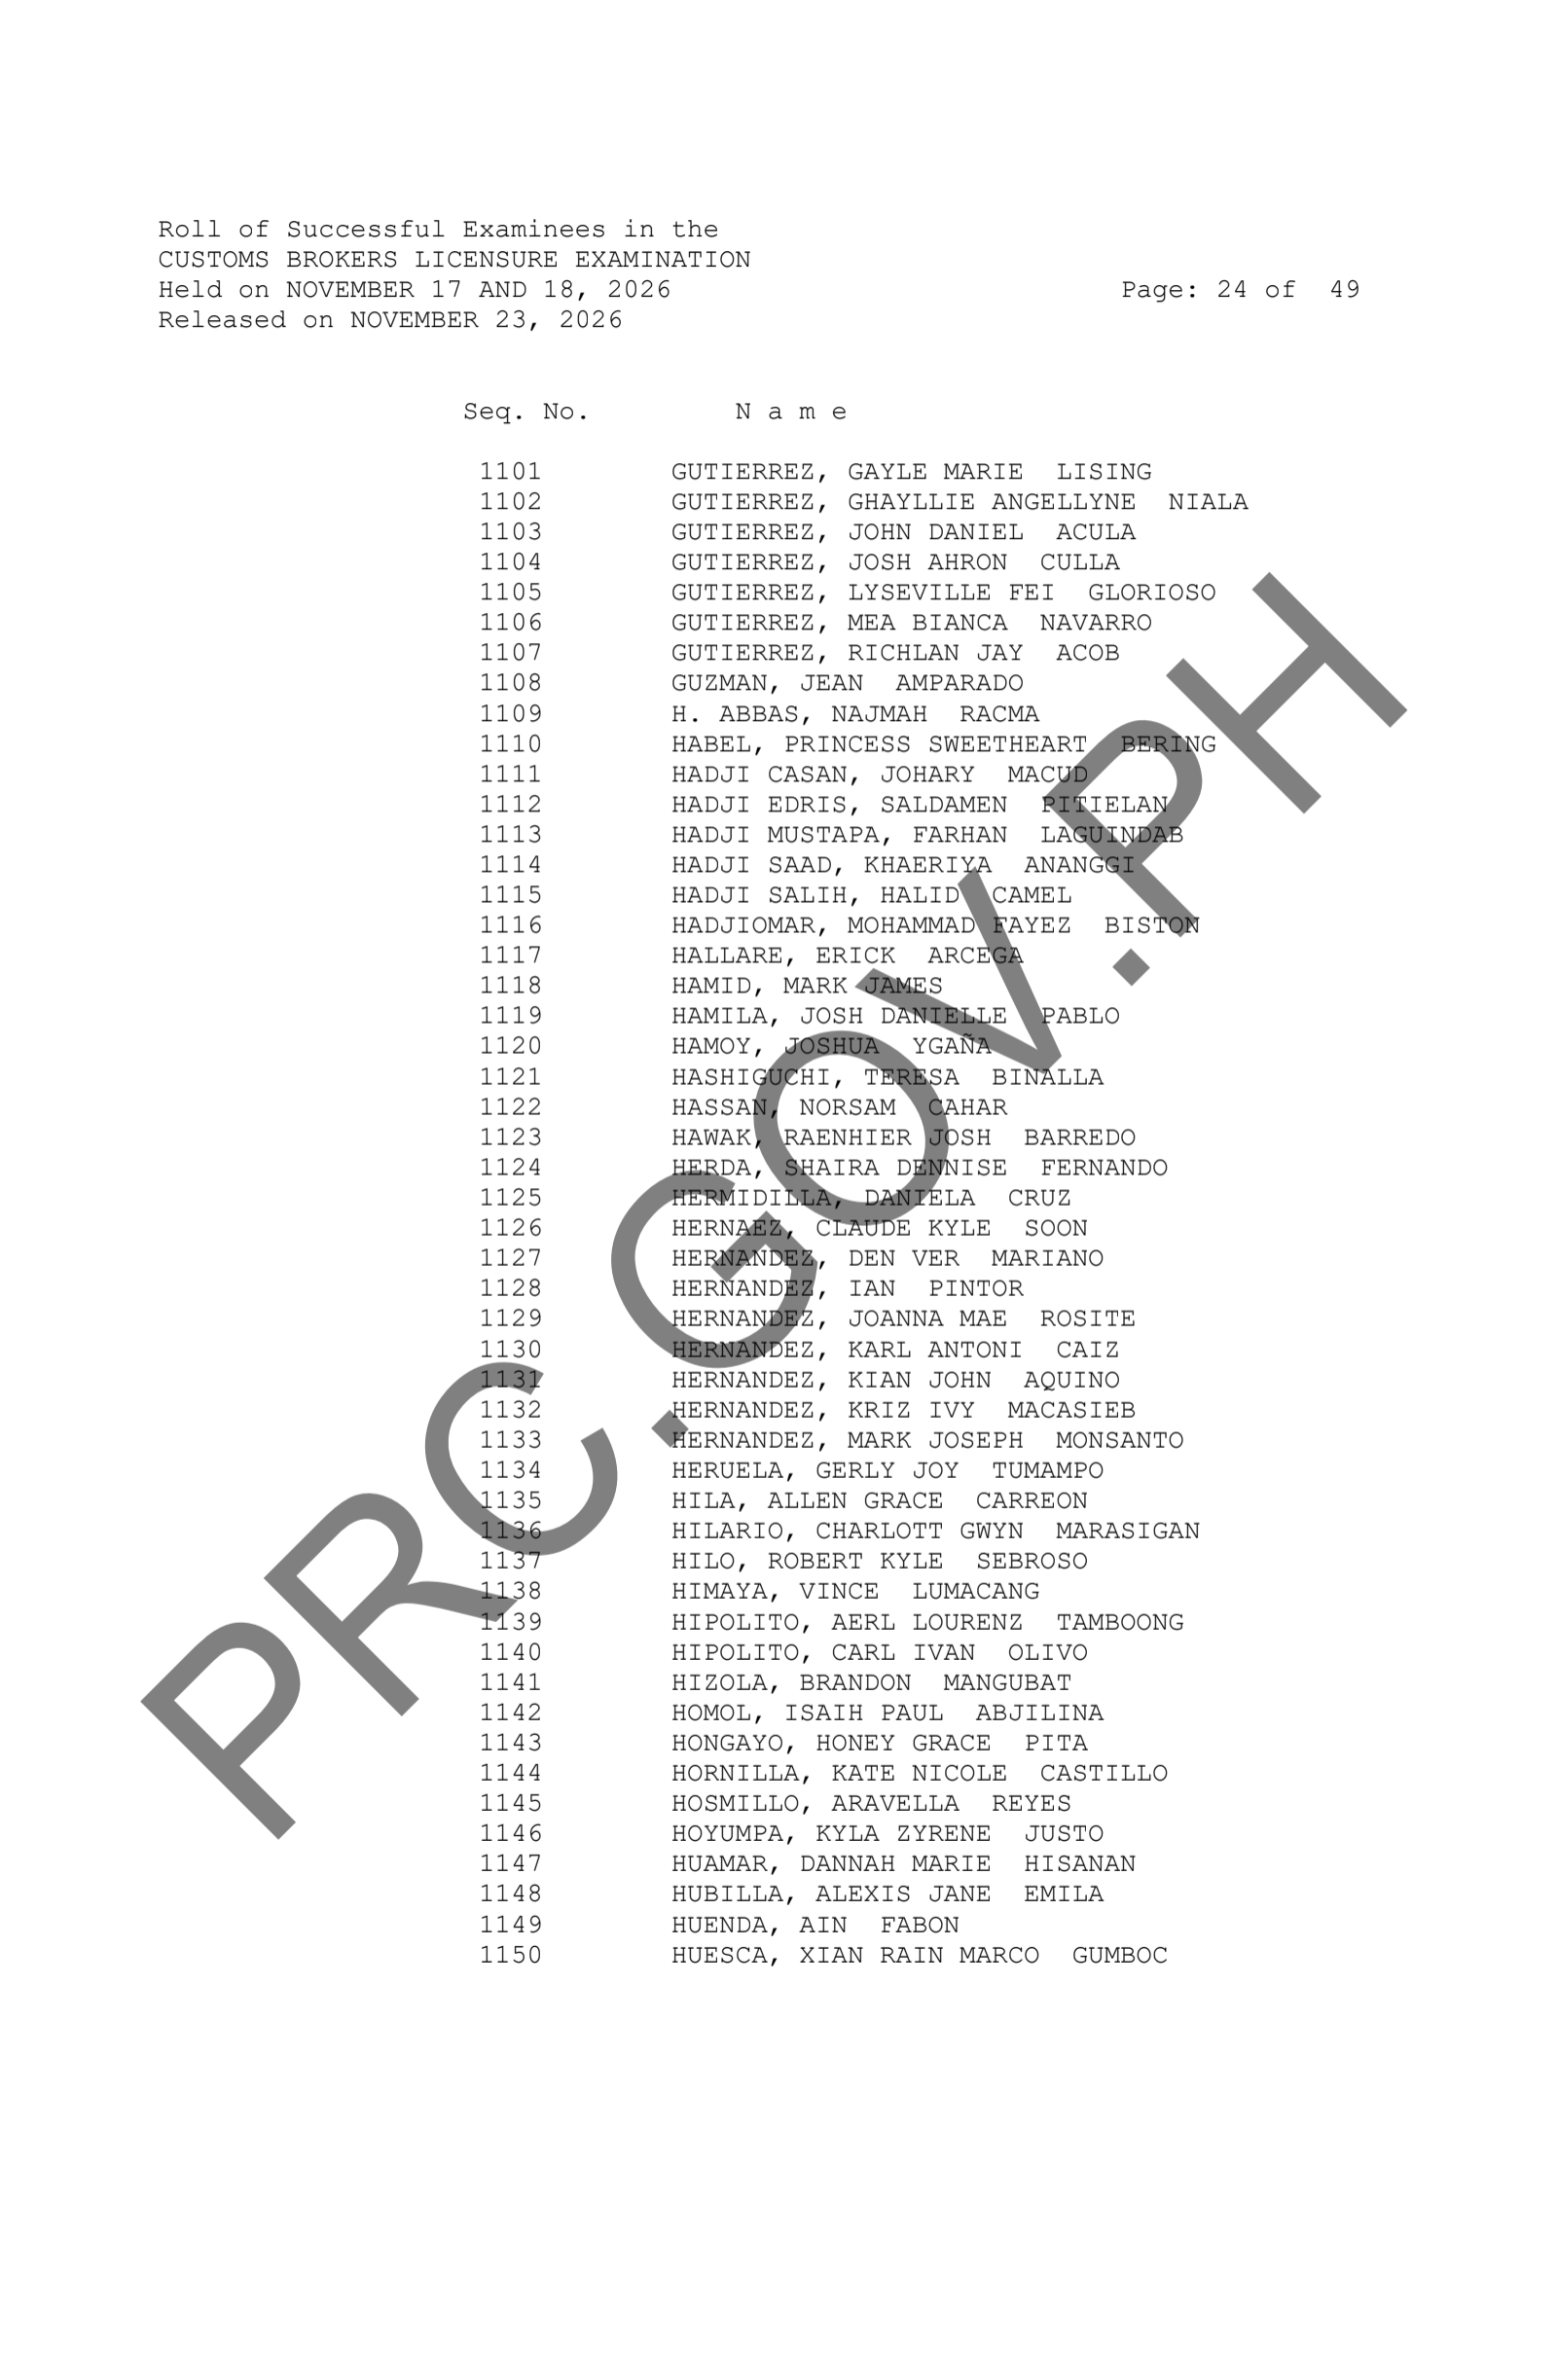 Roll of Successful Examinees in the
CUSTOMS BROKERS LICENSURE EXAMINATION
Held on NOVEMBER 17 AND 18, 2026 Page: 24 of 49
Released on NOVEMBER 23, 2026
Seq. No. N a m e
1101 GUTIERREZ, GAYLE MARIE LISING
1102 GUTIERREZ, GHAYLLIE ANGELLYNE NIALA
1103 GUTIERREZ, JOHN DANIEL ACULA
1104 GUTIERREZ, JOSH AHRON CULLA
1105 GUTIERREZ, LYSEVILLE FEI GLORIOSO
1106 GUTIERREZ, MEA BIANCA NAVARRO
1107 GUTIERREZ, RICHLAN JAY ACOB
1108 GUZMAN, JEAN AMPARADO
1109 H. ABBAS, NAJMAH RACMA
1110 HABEL, PRINCESS SWEETHEART BERING
1111 HADJI CASAN, JOHARY MACUD
1112 HADJI EDRIS, SALDAMEN PITIELAN
1113 HADJI MUSTAPA, FARHAN LAGUINDAB
1114 HADJI SAAD, KHAERIYA ANANGGI
1115 HADJI SALIH, HALID CAMEL
1116 HADJIOMAR, MOHAMMAD FAYEZ BISTON
1117 HALLARE, ERICK ARCEGA
1118 HAMID, MARK JAMES
1119 HAMILA, JOSH DANIELLE PABLO
1120 HAMOY, JOSHUA YGAÑA
1121 HASHIGUCHI, TERESA BINALLA
1122 HASSAN, NORSAM CAHAR
1123 HAWAK, RAENHIER JOSH BARREDO
1124 HERDA, SHAIRA DENNISE FERNANDO
1125 HERMIDILLA, DANIELA CRUZ
1126 HERNAEZ, CLAUDE KYLE SOON
1127 HERNANDEZ, DEN VER MARIANO
1128 HERNANDEZ, IAN PINTOR
1129 HERNANDEZ, JOANNA MAE ROSITE
1130 HERNANDEZ, KARL ANTONI CAIZ
1131 HERNANDEZ, KIAN JOHN AQUINO
1132 HERNANDEZ, KRIZ IVY MACASIEB
1133 HERNANDEZ, MARK JOSEPH MONSANTO
1134 HERUELA, GERLY JOY TUMAMPO
1135 HILA, ALLEN GRACE CARREON
1136 HILARIO, CHARLOTT GWYN MARASIGAN
1137 HILO, ROBERT KYLE SEBROSO
1138 HIMAYA, VINCE LUMACANG
1139 HIPOLITO, AERL LOURENZ TAMBOONG
1140 HIPOLITO, CARL IVAN OLIVO
1141 HIZOLA, BRANDON MANGUBAT
1142 HOMOL, ISAIH PAUL ABJILINA
1143 HONGAYO, HONEY GRACE PITA
1144 HORNILLA, KATE NICOLE CASTILLO
1145 HOSMILLO, ARAVELLA REYES
1146 HOYUMPA, KYLA ZYRENE JUSTO
1147 HUAMAR, DANNAH MARIE HISANAN
1148 HUBILLA, ALEXIS JANE EMILA
1149 HUENDA, AIN FABON
1150 HUESCA, XIAN RAIN MARCO GUMBOC
PRC.GOV.PH